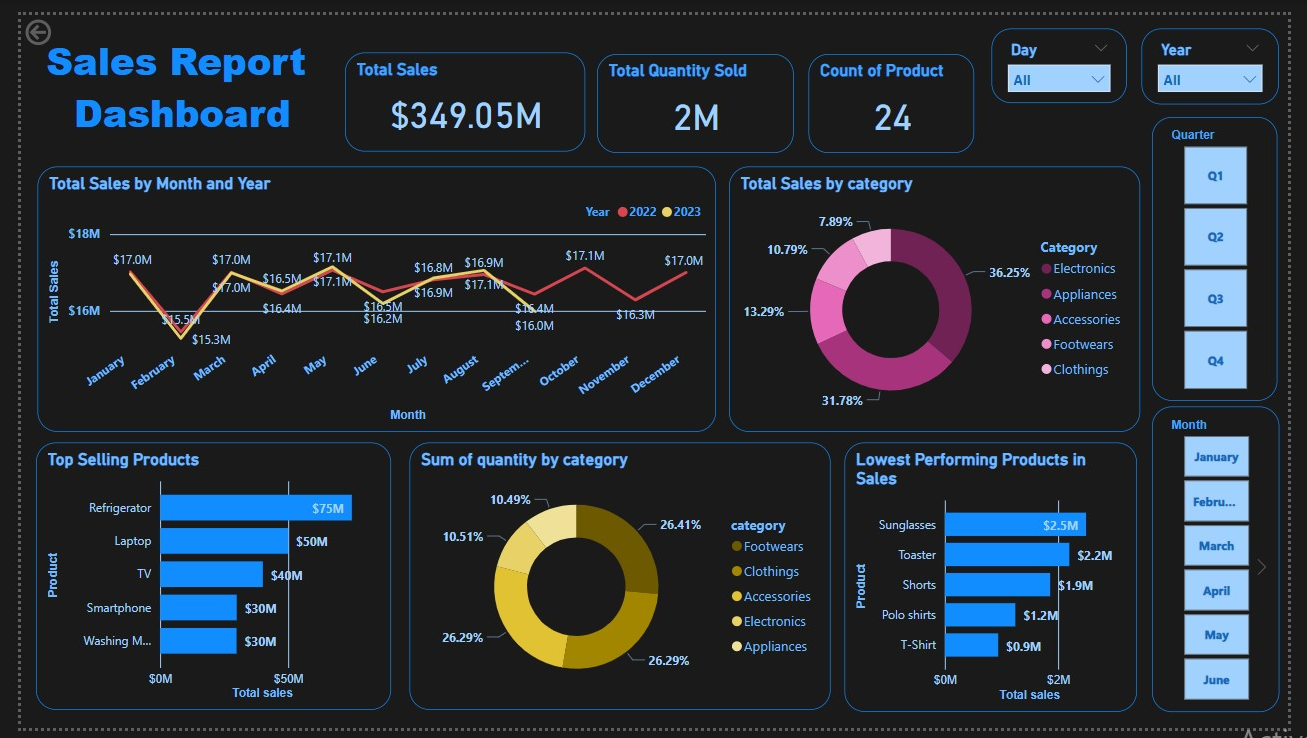 Sales Report
Dashboard
Total Sales
$349.05M
Total Quantity Sold
2M
Count of Product
24
Day
All
Year
All
Quarter
Q1
Q2
Q3
Q4
Total Sales by Month and Year
Year 2022 2023
Total Sales
$18M
$16M
$17.0M
$15.5M
$15.3M
$17.0M
$17.0M
$16.5M
$16.4M
$17.1M
$17.1M
$16.5M
$16.2M
$16.8M
$16.9M
$16.9M
$17.1M
$16.4M
$16.0M
$17.1M
$16.3M
$17.0M
January
February
March
April
May
June
July
August
Septem...
October
November
December
Month
Total Sales by category
7.89%
10.79%
13.29%
31.78%
36.25%
Category
Electronics
Appliances
Accessories
Footwears
Clothings
Month
January
Febru...
March
April
May
June
Top Selling Products
Product
Refrigerator $75M
Laptop $50M
TV $40M
Smartphone $30M
Washing M... $30M
$0M $50M
Total sales
Sum of quantity by category
10.49%
10.51%
26.29%
26.29%
26.41%
category
Footwears
Clothings
Accessories
Electronics
Appliances
Lowest Performing Products in
Sales
Product
Sunglasses $2.5M
Toaster $2.2M
Shorts $1.9M
Polo shirts $1.2M
T-Shirt $0.9M
$0M $2M
Total sales